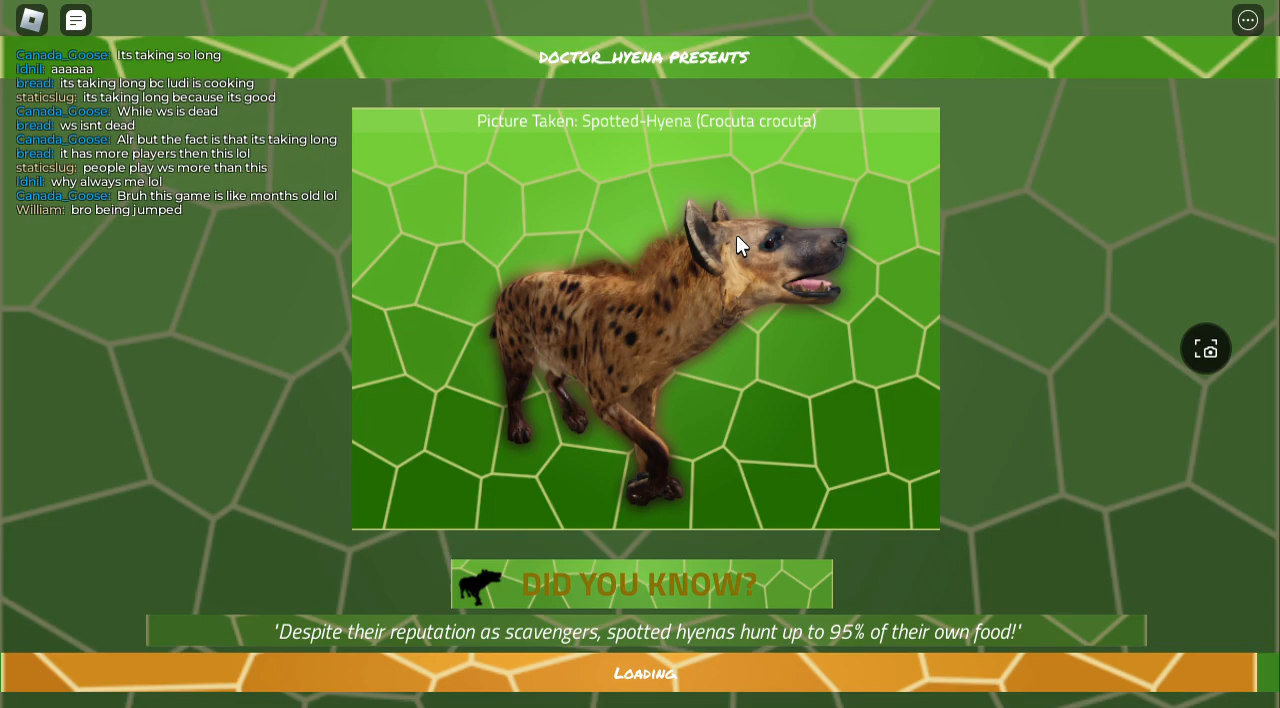 DOCTOR_HYENA PRESENTS
Canada_Goose: Its taking so long
Idnil: aaaaaa
bread: its taking long bc ludi is cooking
staticslug: its taking long because its good
Canada_Goose: While ws is dead
bread: ws isnt dead
Canada_Goose: Alr but the fact is that its taking long
bread: it has more players then this lol
staticslug: people play ws more than this
Idnil: why always me lol
Canada_Goose: Bruh this game is like months old lol
William: bro being jumped
Picture Taken: Spotted-Hyena (Crocuta crocuta)
DID YOU KNOW?
'Despite their reputation as scavengers, spotted hyenas hunt up to 95% of their own food!'
Loading.